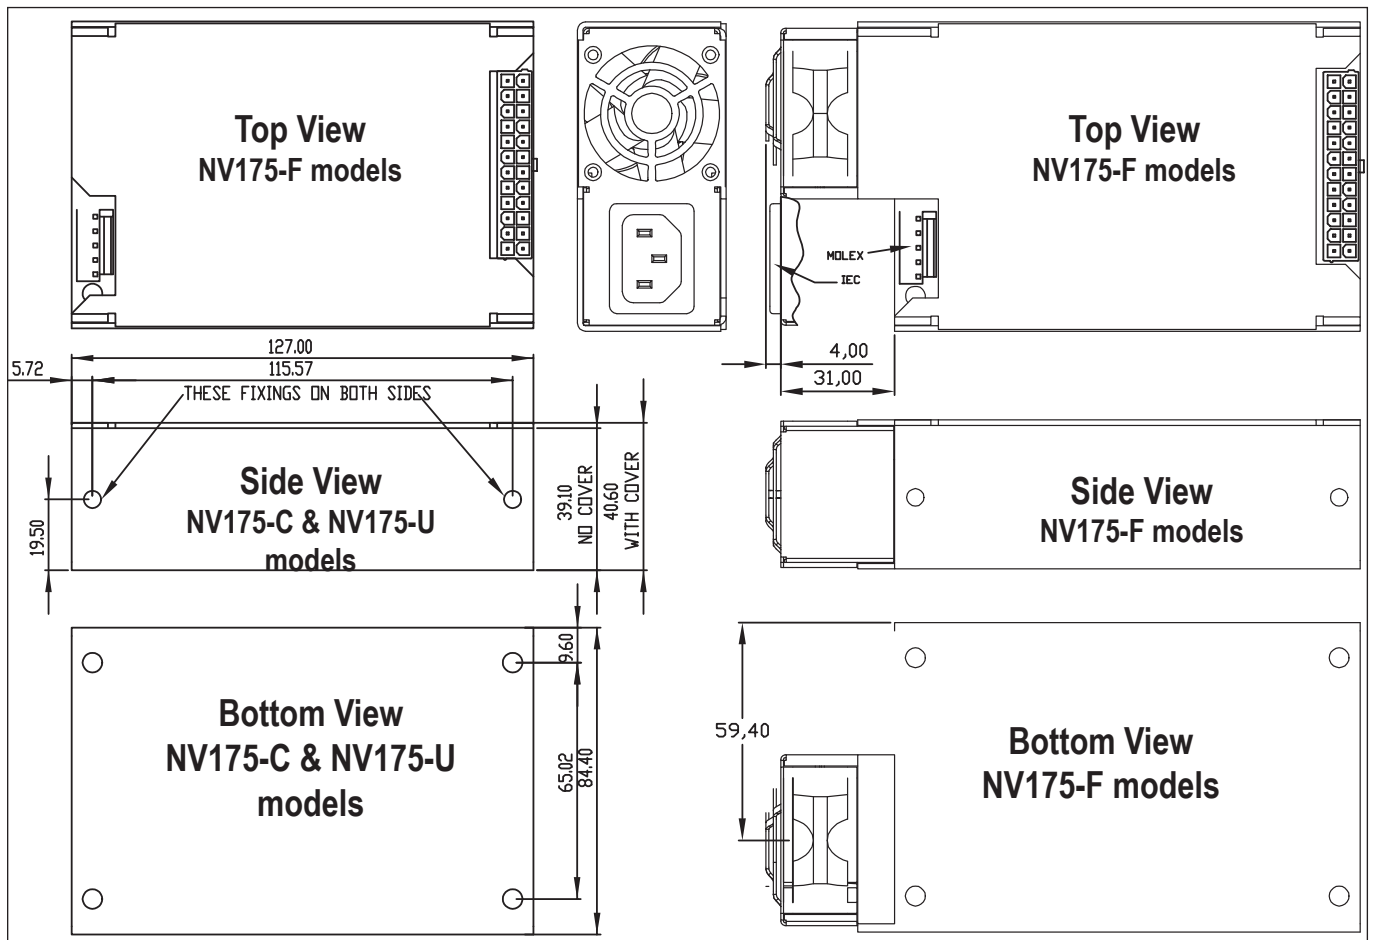 Top View
NV175-F models
Top View
NV175-F models
MOLEX
IEC
127.00
5.72
115.57
THESE FIXINGS ON BOTH SIDES
4,00
31,00
Side View
NV175-C & NV175-U
models
19.50
39.10
NO COVER
40.60
WITH COVER
Side View
NV175-F models
Bottom View
NV175-C & NV175-U
models
9.60
65.02
84.40
59,40
Bottom View
NV175-F models